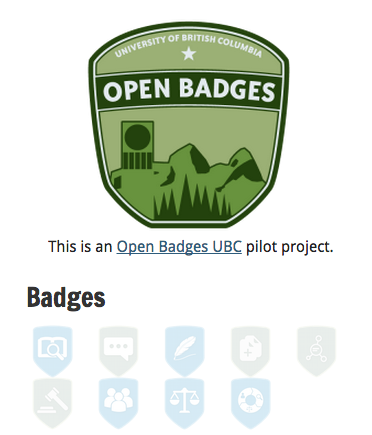 UNIVERSITY OF BRITISH COLUMBIA
OPEN BADGES
This is an Open Badges UBC pilot project.
Badges